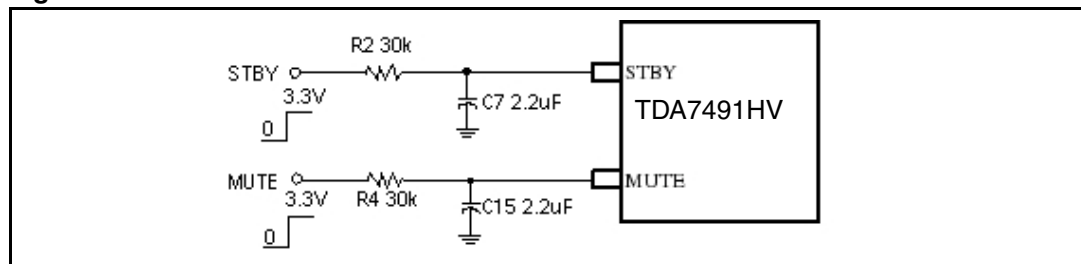 R2 30k
STBY
3.3V
0
C7 2.2uF
STBY
TDA7491HV
MUTE
3.3V
0
R4 30k
C15 2.2uF
MUTE